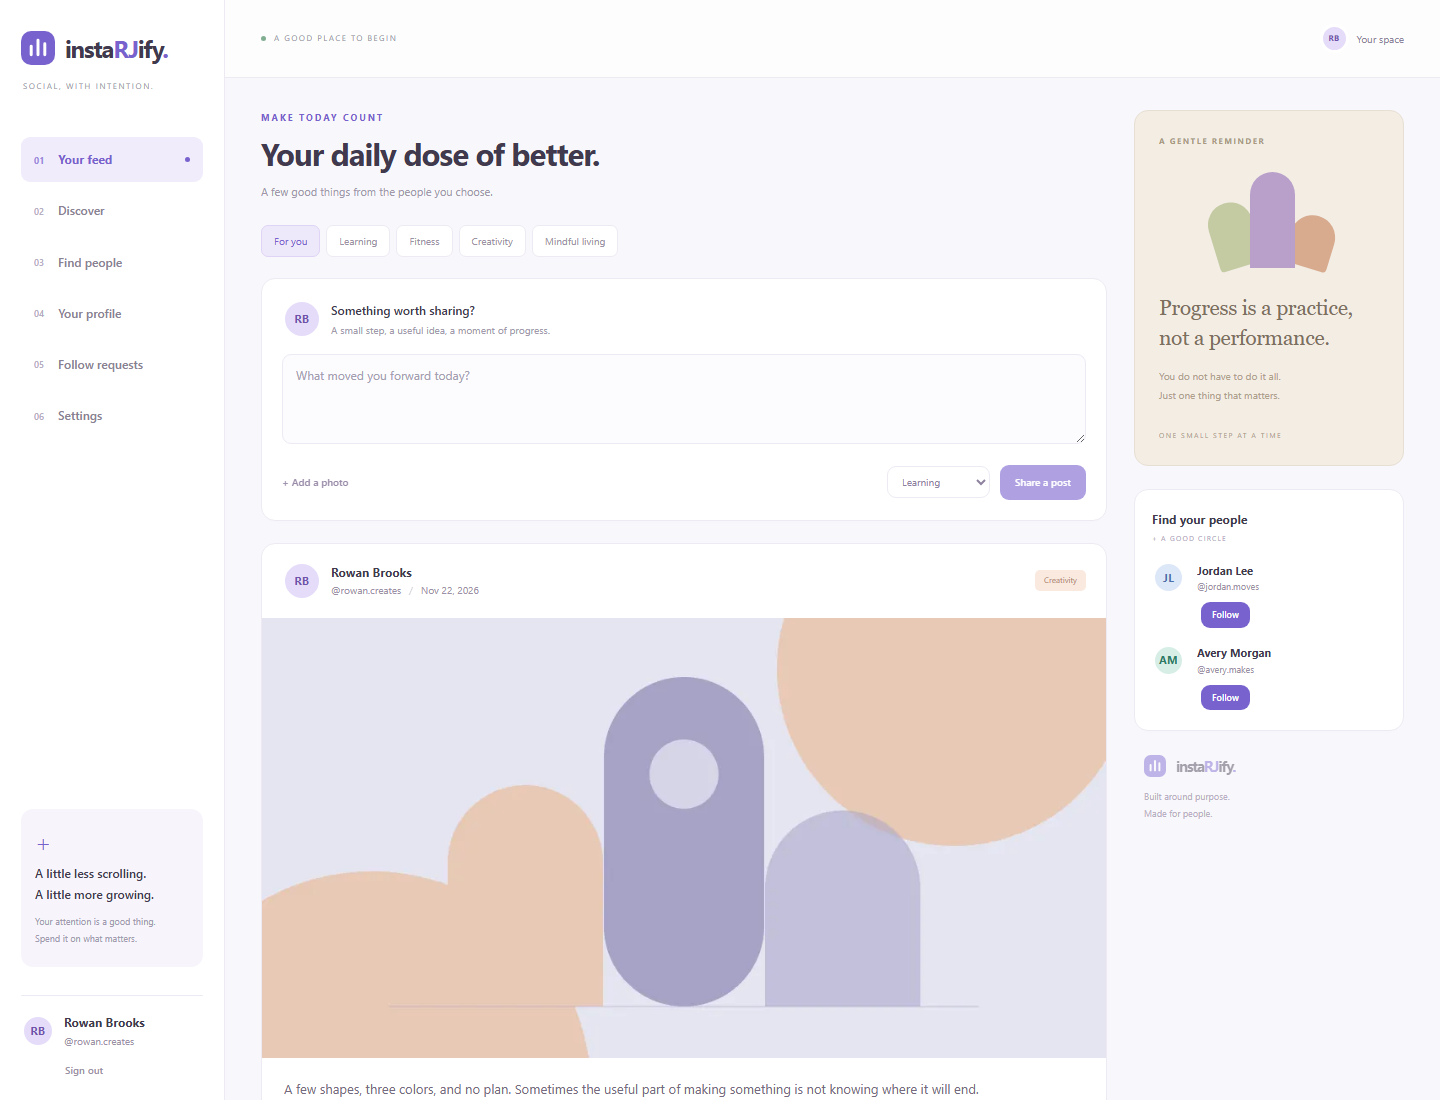 instaRJify.
SOCIAL, WITH INTENTION.
01 Your feed
02 Discover
03 Find people
04 Your profile
05 Follow requests
06 Settings
+
A little less scrolling.
A little more growing.
Your attention is a good thing.
Spend it on what matters.
RB Rowan Brooks
@rowan.creates
Sign out
A GOOD PLACE TO BEGIN
RB Your space
MAKE TODAY COUNT
Your daily dose of better.
A few good things from the people you choose.
For you Learning Fitness Creativity Mindful living
RB Something worth sharing?
A small step, a useful idea, a moment of progress.
What moved you forward today?
+ Add a photo Learning Share a post
RB Rowan Brooks
@rowan.creates / Nov 22, 2026
Creativity
A few shapes, three colors, and no plan. Sometimes the useful part of making something is not knowing where it will end.
A GENTLE REMINDER
Progress is a practice,
not a performance.
You do not have to do it all.
Just one thing that matters.
ONE SMALL STEP AT A TIME
Find your people
+ A GOOD CIRCLE
JL Jordan Lee
@jordan.moves
Follow
AM Avery Morgan
@avery.makes
Follow
instaRJify.
Built around purpose.
Made for people.